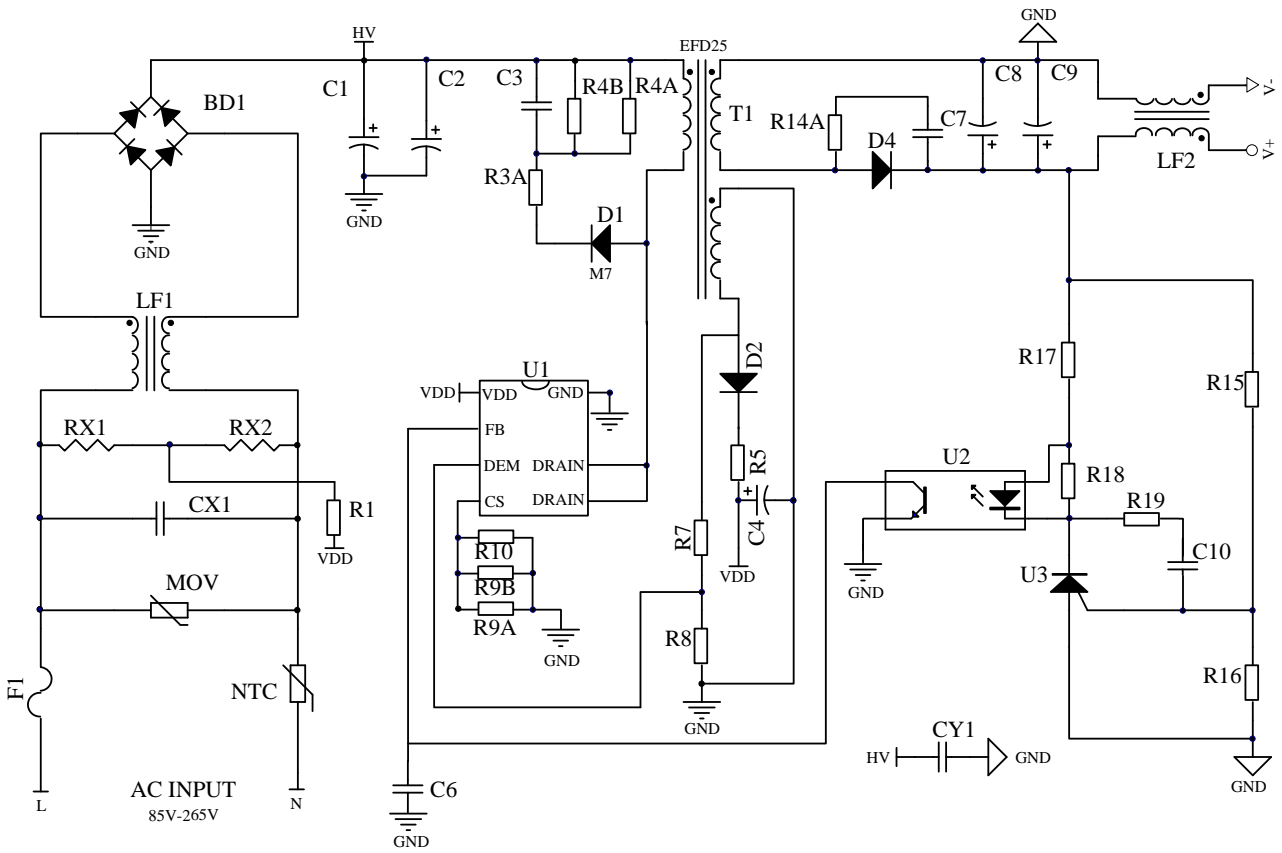 GND
HV
EFD25
C1
C2
C3
R4B
R4A
C8
C9
BD1
T1
R14A
C7
D4
LF2
V-
V+
R3A
D1
M7
GND
GND
LF1
U1
D2
R17
R15
VDD
VDD
GND
FB
DEM
DRAIN
CS
DRAIN
RX1
RX2
R5
U2
R18
CX1
R1
VDD
R10
R9B
R9A
GND
R7
C4
VDD
R19
C10
GND
U3
MOV
R8
R16
F1
NTC
GND
CY1
HV
GND
GND
AC INPUT
85V-265V
L
N
C6
GND